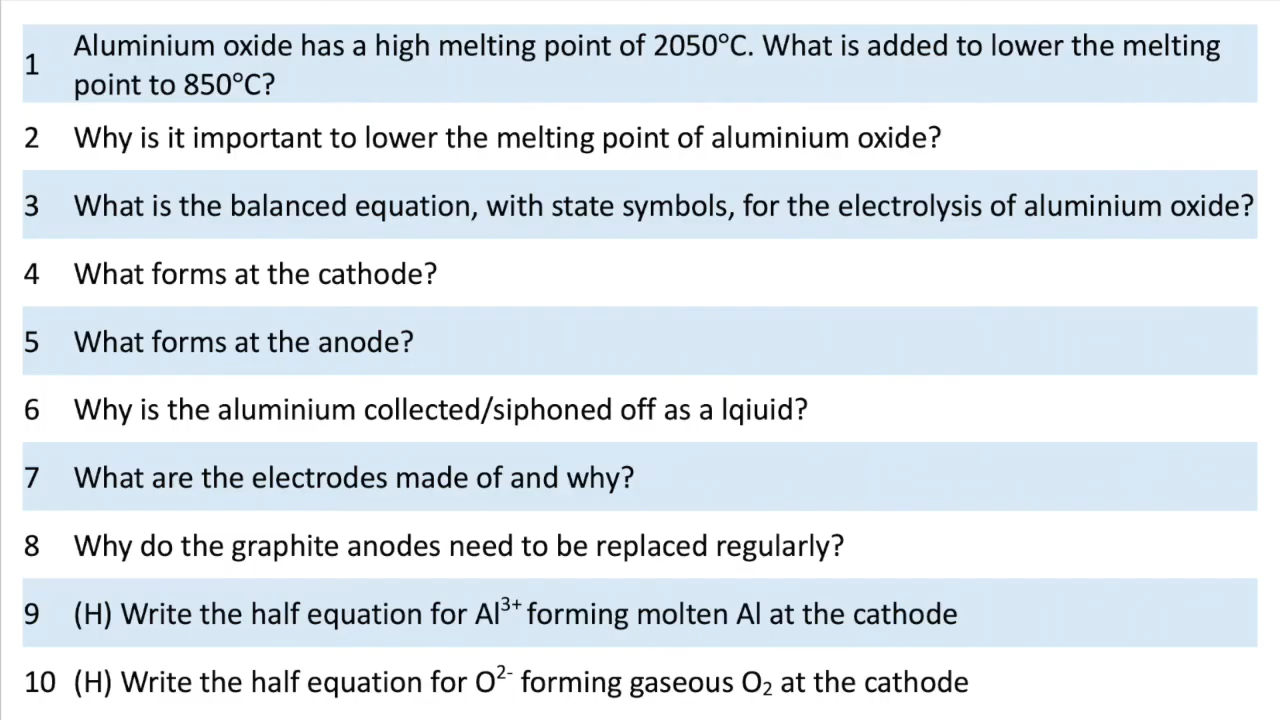 1 Aluminium oxide has a high melting point of 2050°C. What is added to lower the melting
point to 850°C?
2 Why is it important to lower the melting point of aluminium oxide?
3 What is the balanced equation, with state symbols, for the electrolysis of aluminium oxide?
4 What forms at the cathode?
5 What forms at the anode?
6 Why is the aluminium collected/siphoned off as a lqiuid?
7 What are the electrodes made of and why?
8 Why do the graphite anodes need to be replaced regularly?
9 (H) Write the half equation for Al³⁺ forming molten Al at the cathode
10 (H) Write the half equation for O²⁻ forming gaseous O₂ at the cathode